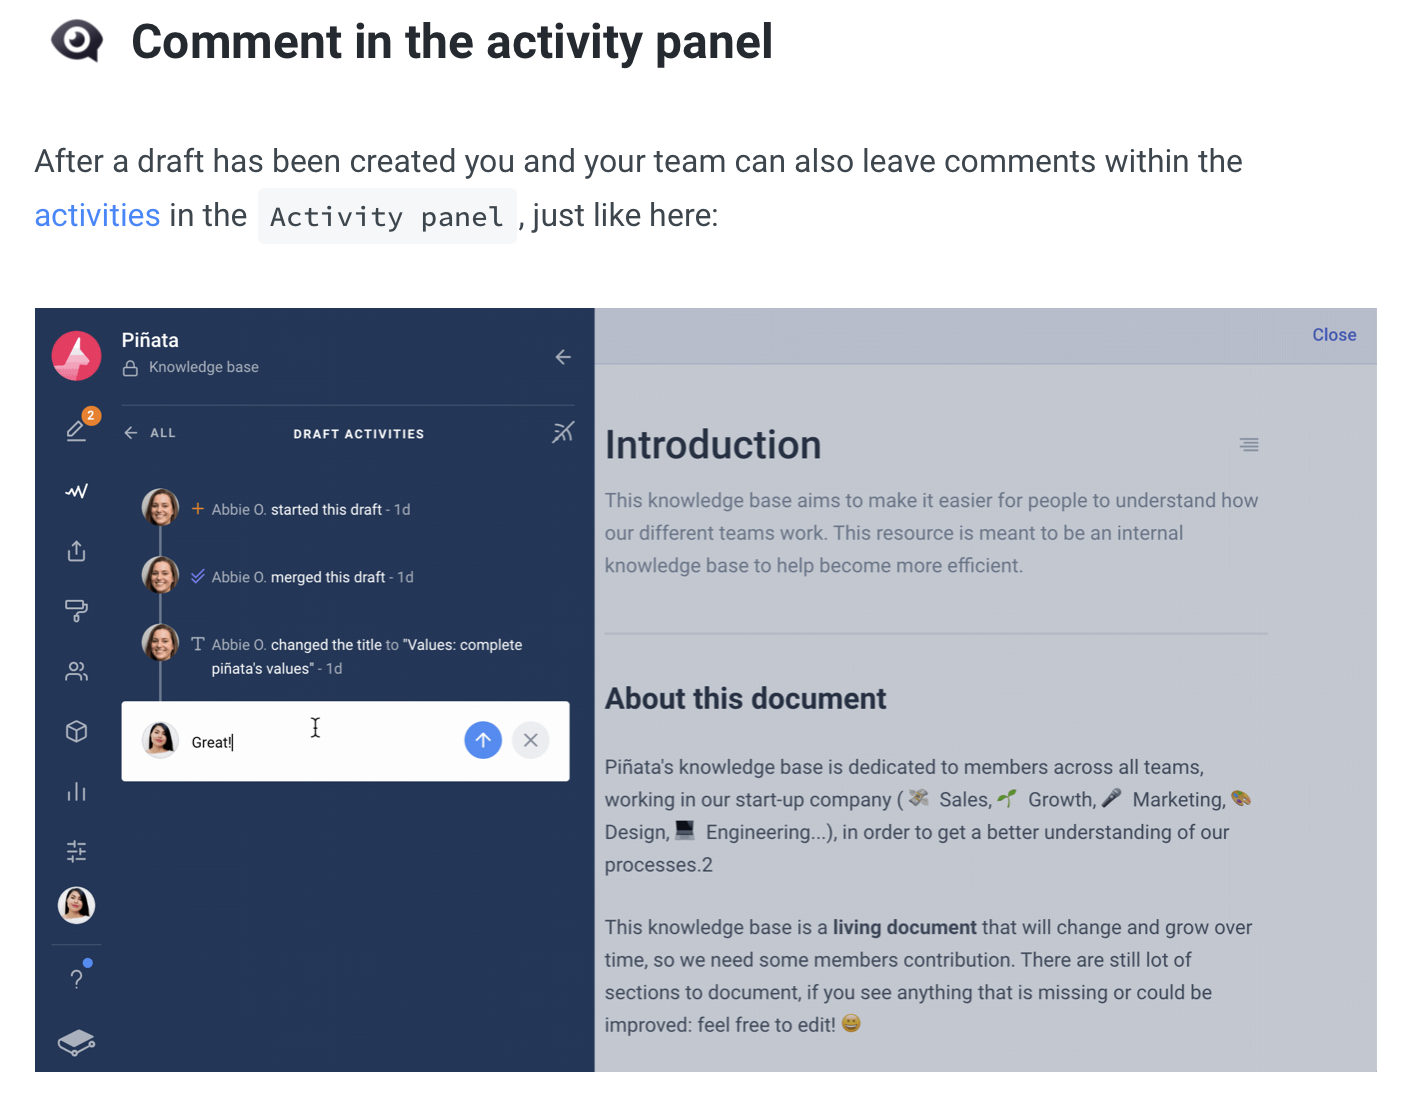 Comment in the activity panel
After a draft has been created you and your team can also leave comments within the
activities in the Activity panel, just like here:
Piñata
Knowledge base
Close
2
ALL
DRAFT ACTIVITIES
Abbie O. started this draft - 1d
Abbie O. merged this draft - 1d
Abbie O. changed the title to "Values: complete
piñata's values" - 1d
Great!
?
Introduction
This knowledge base aims to make it easier for people to understand how
our different teams work. This resource is meant to be an internal
knowledge base to help become more efficient.
About this document
Piñata's knowledge base is dedicated to members across all teams,
working in our start-up company ( 💸 Sales, 🌱 Growth, 🎤 Marketing, 🎨
Design, 💻 Engineering...), in order to get a better understanding of our
processes.2
This knowledge base is a living document that will change and grow over
time, so we need some members contribution. There are still lot of
sections to document, if you see anything that is missing or could be
improved: feel free to edit! 😄